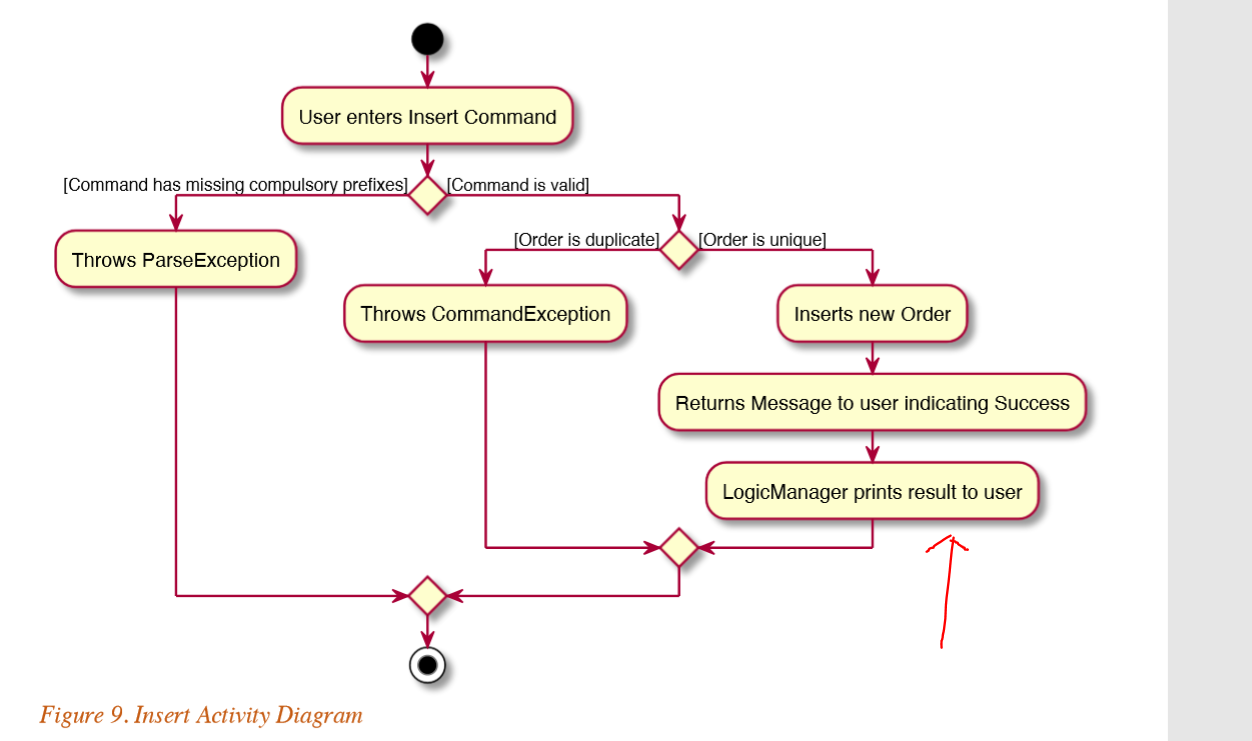 User enters Insert Command
[Command has missing compulsory prefixes]
[Command is valid]
[Order is duplicate]
[Order is unique]
Throws ParseException
Throws CommandException
Inserts new Order
Returns Message to user indicating Success
LogicManager prints result to user
Figure 9. Insert Activity Diagram